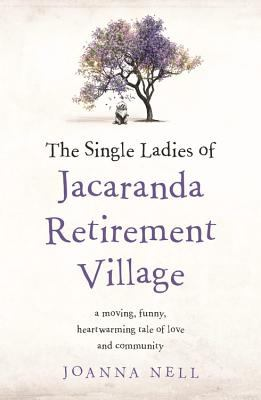 The Single Ladies of
Jacaranda
Retirement
Village
a moving, funny,
heartwarming tale of love
and community
JOANNA NELL